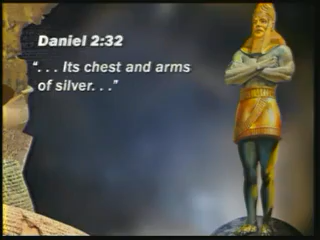 Daniel 2:32
“. . . Its chest and arms
of silver. . .”